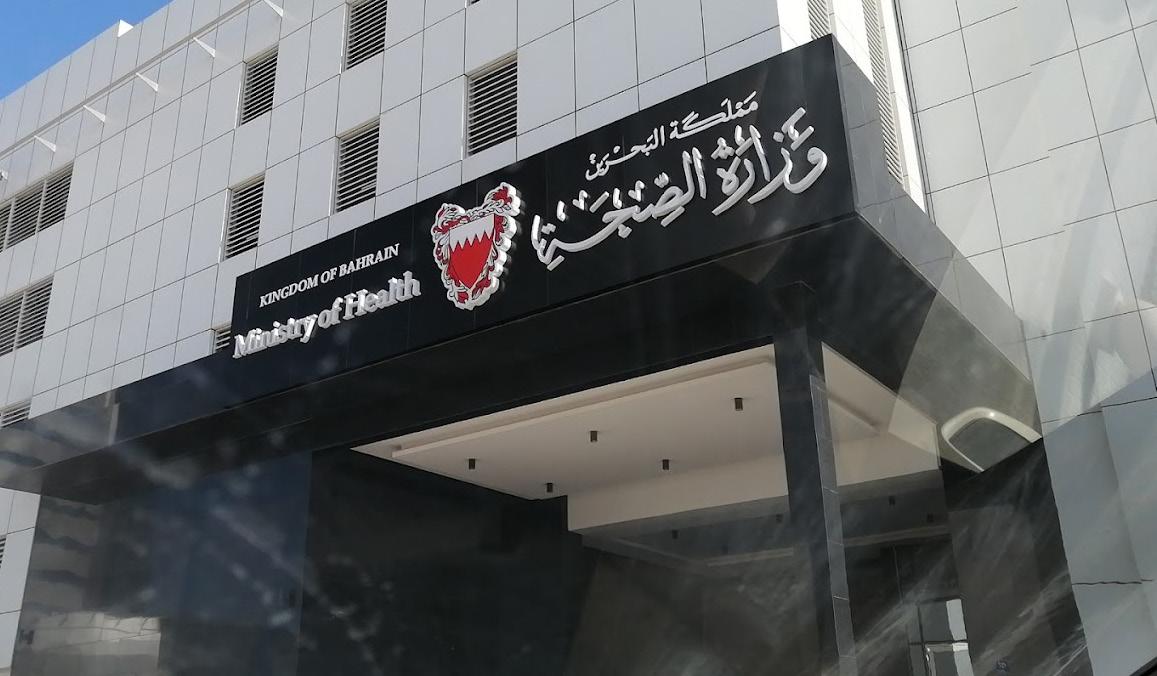 مملكة البحرين
وزارة الصحة
KINGDOM OF BAHRAIN
Ministry of Health